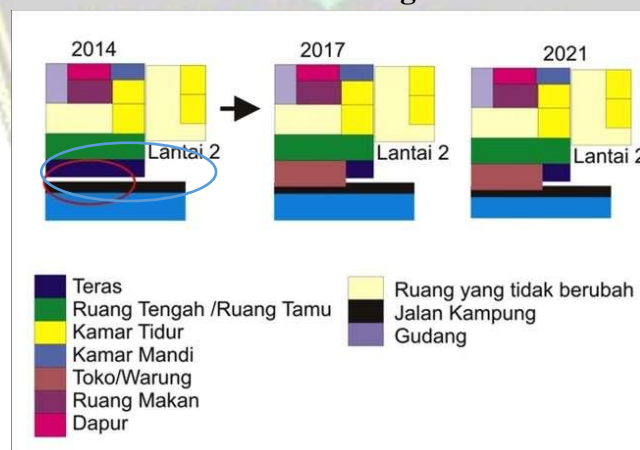 2014
2017
2021
Lantai 2
Lantai 2
Lantai
Teras
Ruang Tengah /Ruang Tamu
Kamar Tidur
Kamar Mandi
Toko/Warung
Ruang Makan
Dapur
Ruang yang tidak berubah
Jalan Kampung
Gudang